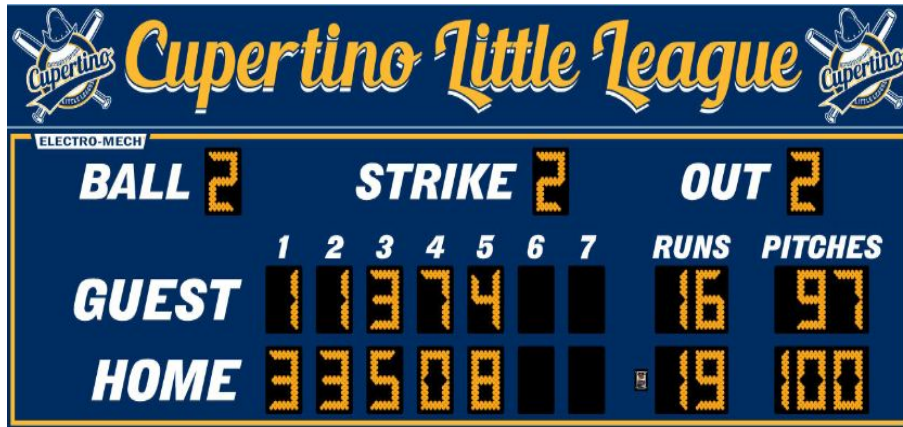 Cupertino Little League
Cupertino
LITTLE LEAGUE
Cupertino
ELECTRO-MECH
BALL 2 STRIKE 2 OUT 2
1 2 3 4 5 6 7 RUNS PITCHES
GUEST 1 1 3 7 4 16 97
HOME 3 3 5 0 8 19 100